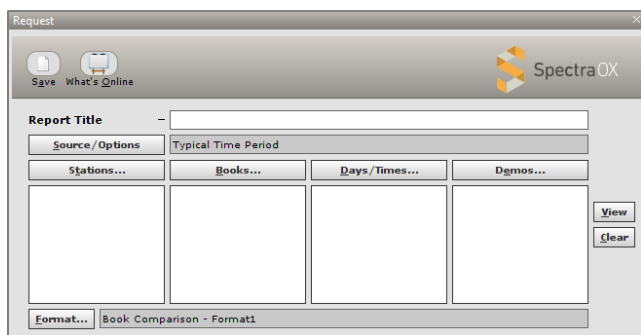 Request
Save What's Online
SpectraOX
Report Title –
Source/Options Typical Time Period
Stations... Books... Days/Times... Demos...
View
Clear
Format... Book Comparison - Format1